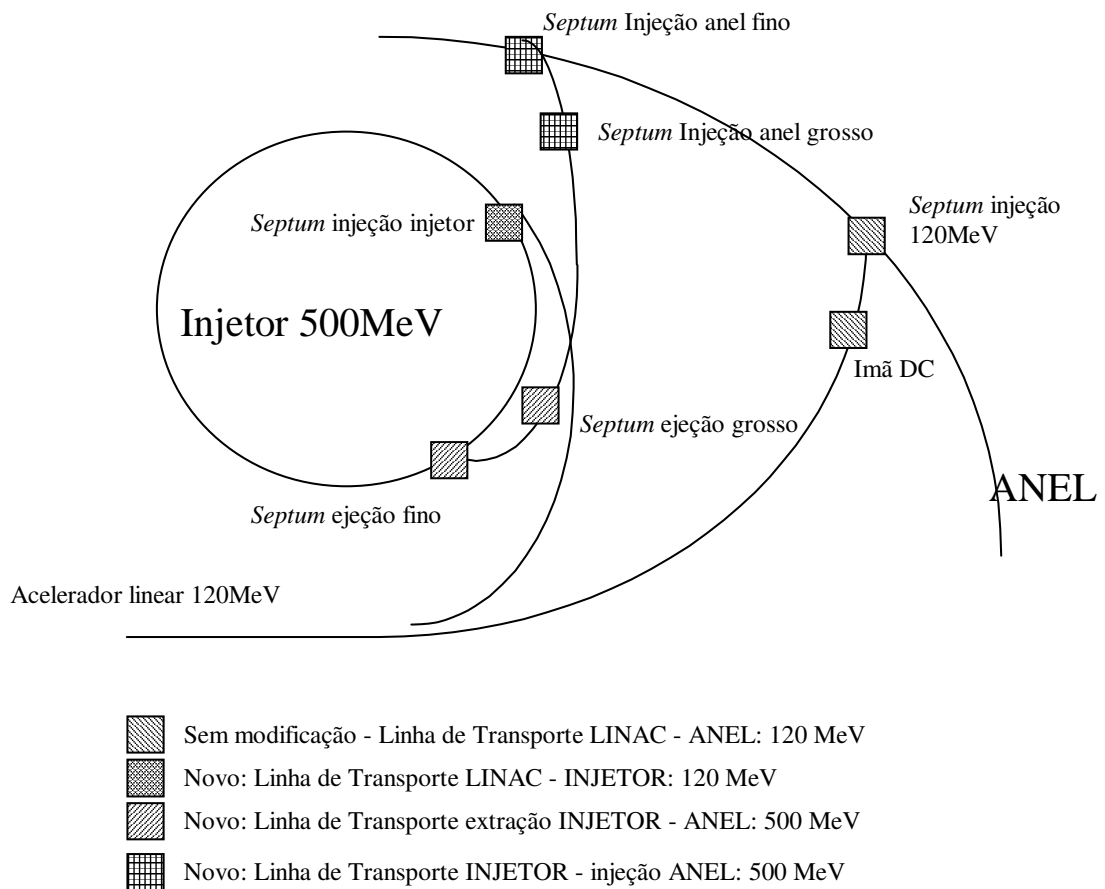 Septum Injeção anel fino
Septum Injeção anel grosso
Septum injeção
120MeV
Septum injeção injetor
Injetor 500MeV
Imã DC
Septum ejeção grosso
ANEL
Septum ejeção fino
Acelerador linear 120MeV
Sem modificação - Linha de Transporte LINAC - ANEL: 120 MeV
Novo: Linha de Transporte LINAC - INJETOR: 120 MeV
Novo: Linha de Transporte extração INJETOR - ANEL: 500 MeV
Novo: Linha de Transporte INJETOR - injeção ANEL: 500 MeV